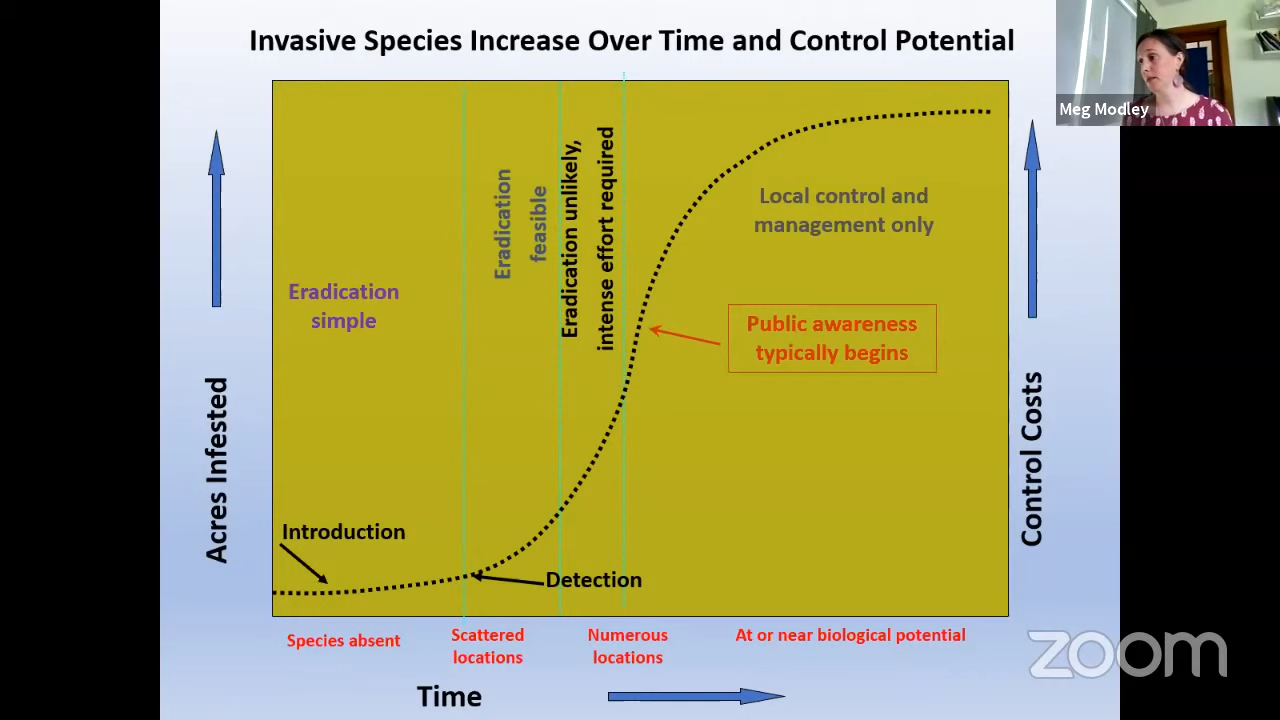 Invasive Species Increase Over Time and Control Potential
Meg Modley
Eradication
feasible
Eradication unlikely,
intense effort required
Local control and
management only
Eradication
simple
Public awareness
typically begins
Acres Infested
Control Costs
Introduction
Detection
Species absent
Scattered
locations
Numerous
locations
At or near biological potential
Time
zoom